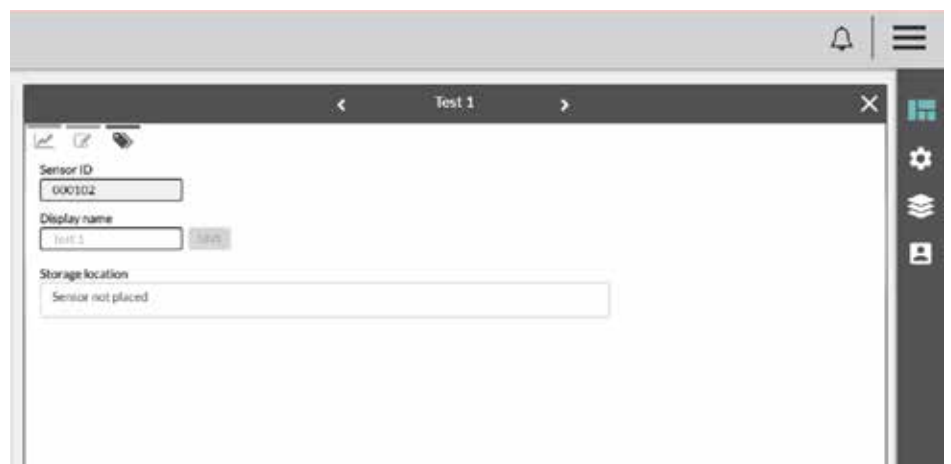 Test 1
Sensor ID
000102
Display name
Test 1
SAVE
Storage location
Sensor not placed